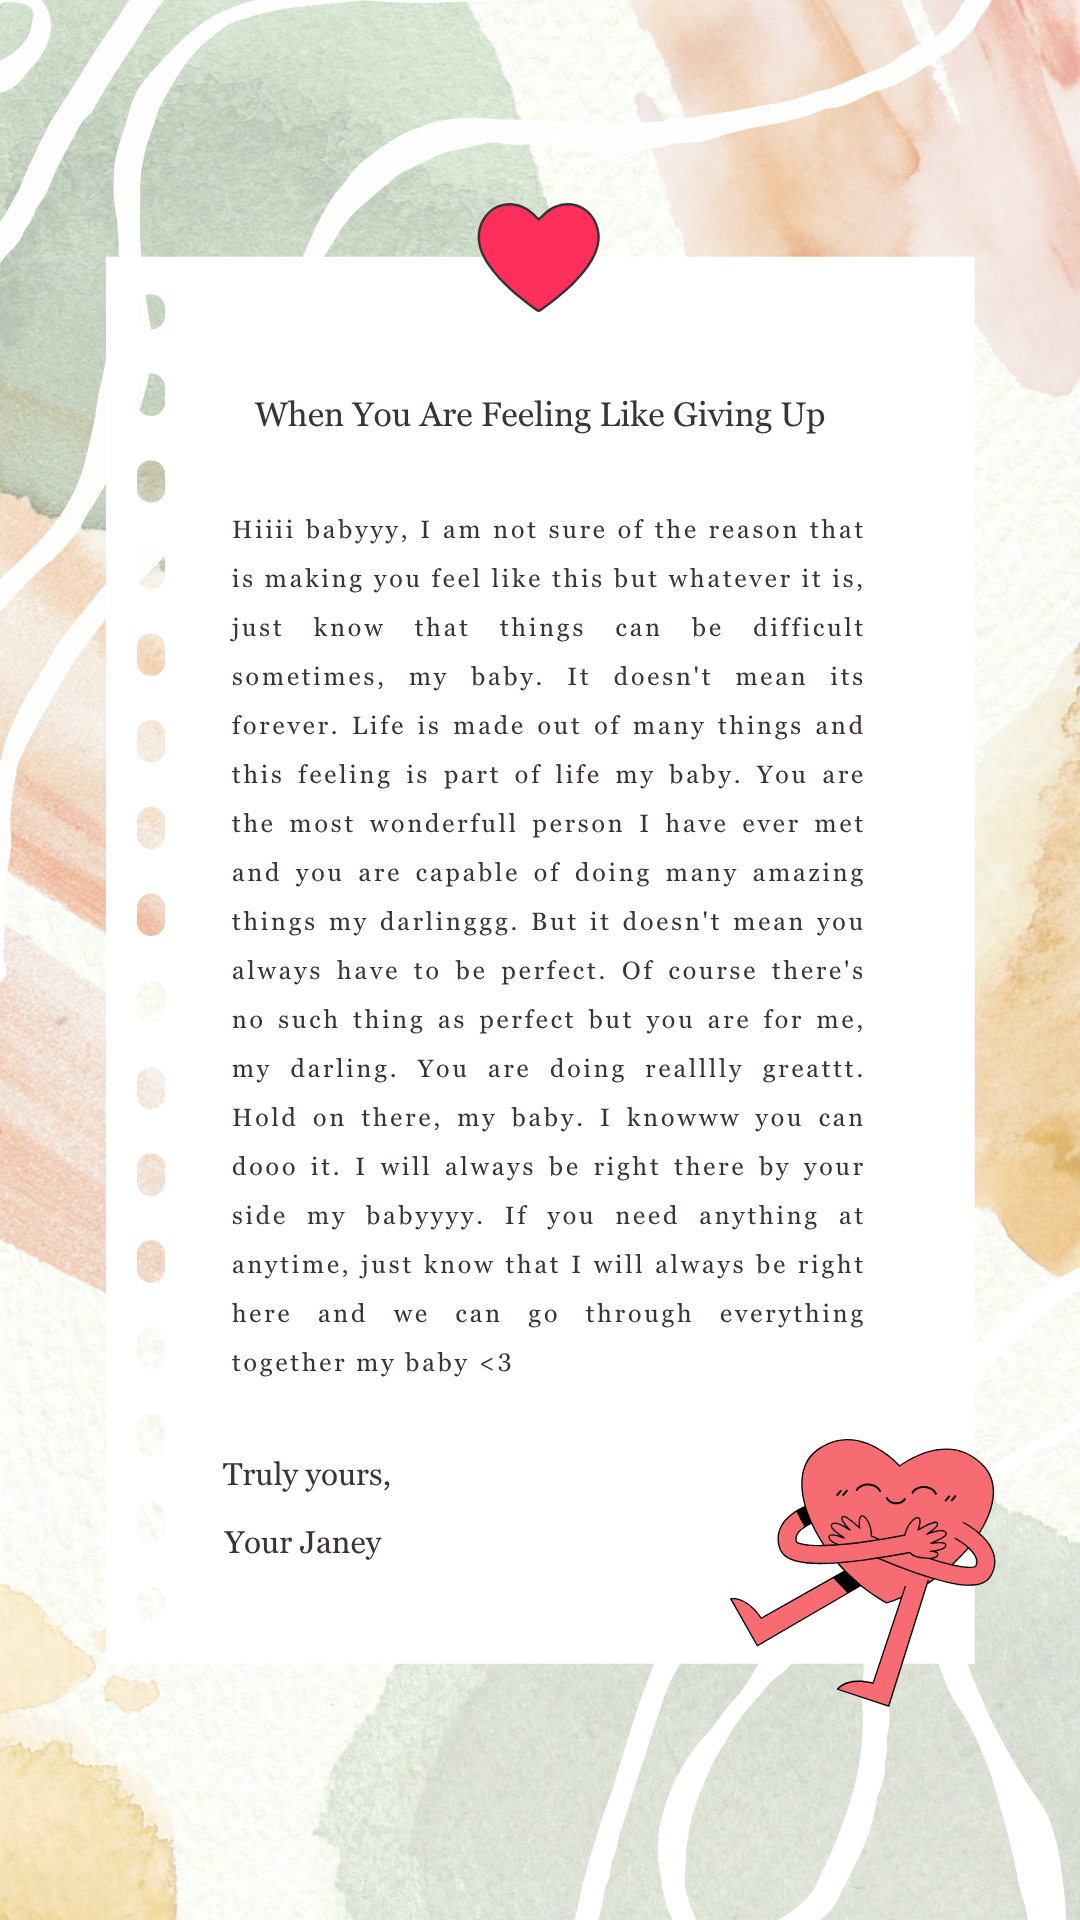 When You Are Feeling Like Giving Up
Hiiii babyyy, I am not sure of the reason that
is making you feel like this but whatever it is,
just know that things can be difficult
sometimes, my baby. It doesn't mean its
forever. Life is made out of many things and
this feeling is part of life my baby. You are
the most wonderfull person I have ever met
and you are capable of doing many amazing
things my darlinggg. But it doesn't mean you
always have to be perfect. Of course there's
no such thing as perfect but you are for me,
my darling. You are doing realllly greattt.
Hold on there, my baby. I knowww you can
dooo it. I will always be right there by your
side my babyyyy. If you need anything at
anytime, just know that I will always be right
here and we can go through everything
together my baby <3
Truly yours,
Your Janey